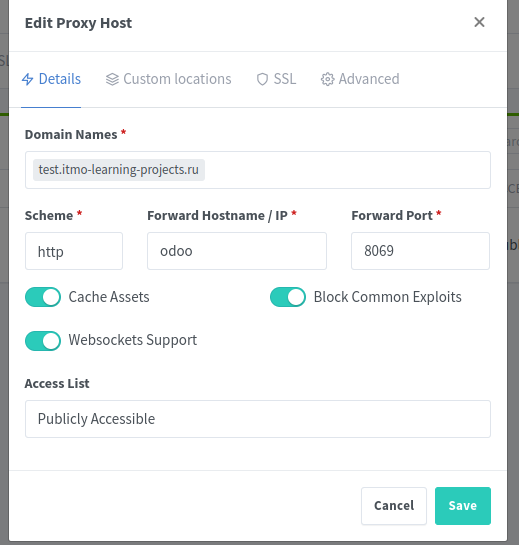 Edit Proxy Host
Details Custom locations SSL Advanced
Domain Names *
test.itmo-learning-projects.ru
Scheme * Forward Hostname / IP * Forward Port *
http odoo 8069
Cache Assets Block Common Exploits
Websockets Support
Access List
Publicly Accessible
Cancel Save